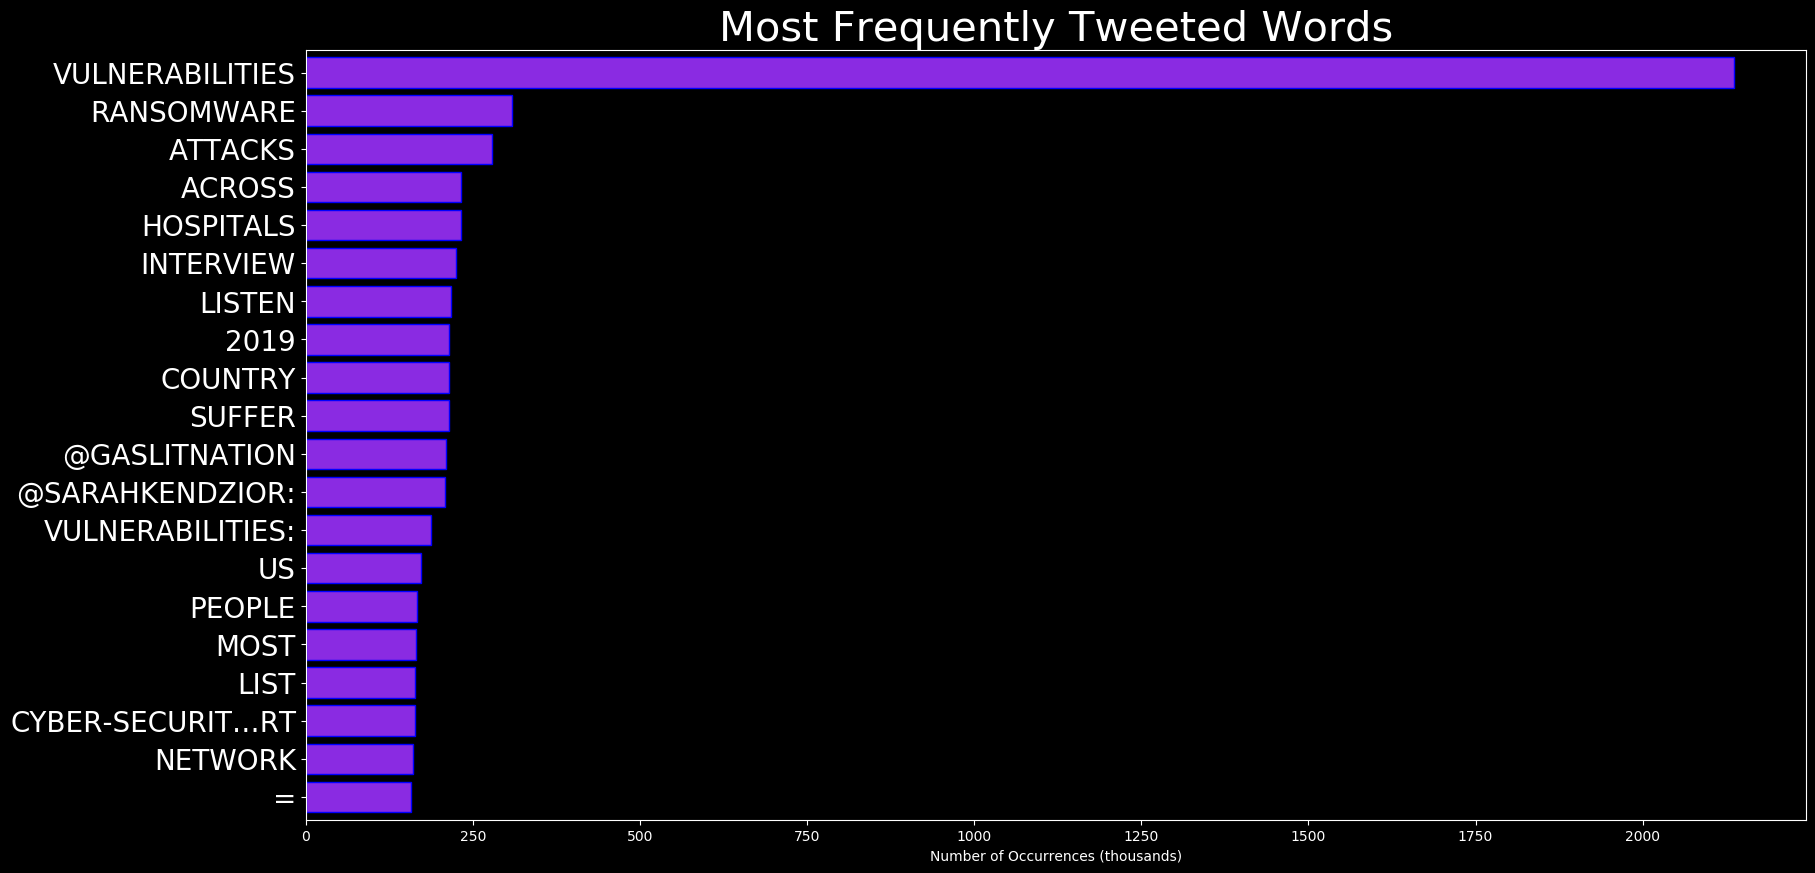 Most Frequently Tweeted Words
VULNERABILITIES
RANSOMWARE
ATTACKS
ACROSS
HOSPITALS
INTERVIEW
LISTEN
2019
COUNTRY
SUFFER
@GASLITNATION
@SARAHKENDZIOR:
VULNERABILITIES:
US
PEOPLE
MOST
LIST
CYBER-SECURIT...RT
NETWORK
=
0 250 500 750 1000 1250 1500 1750 2000
Number of Occurrences (thousands)